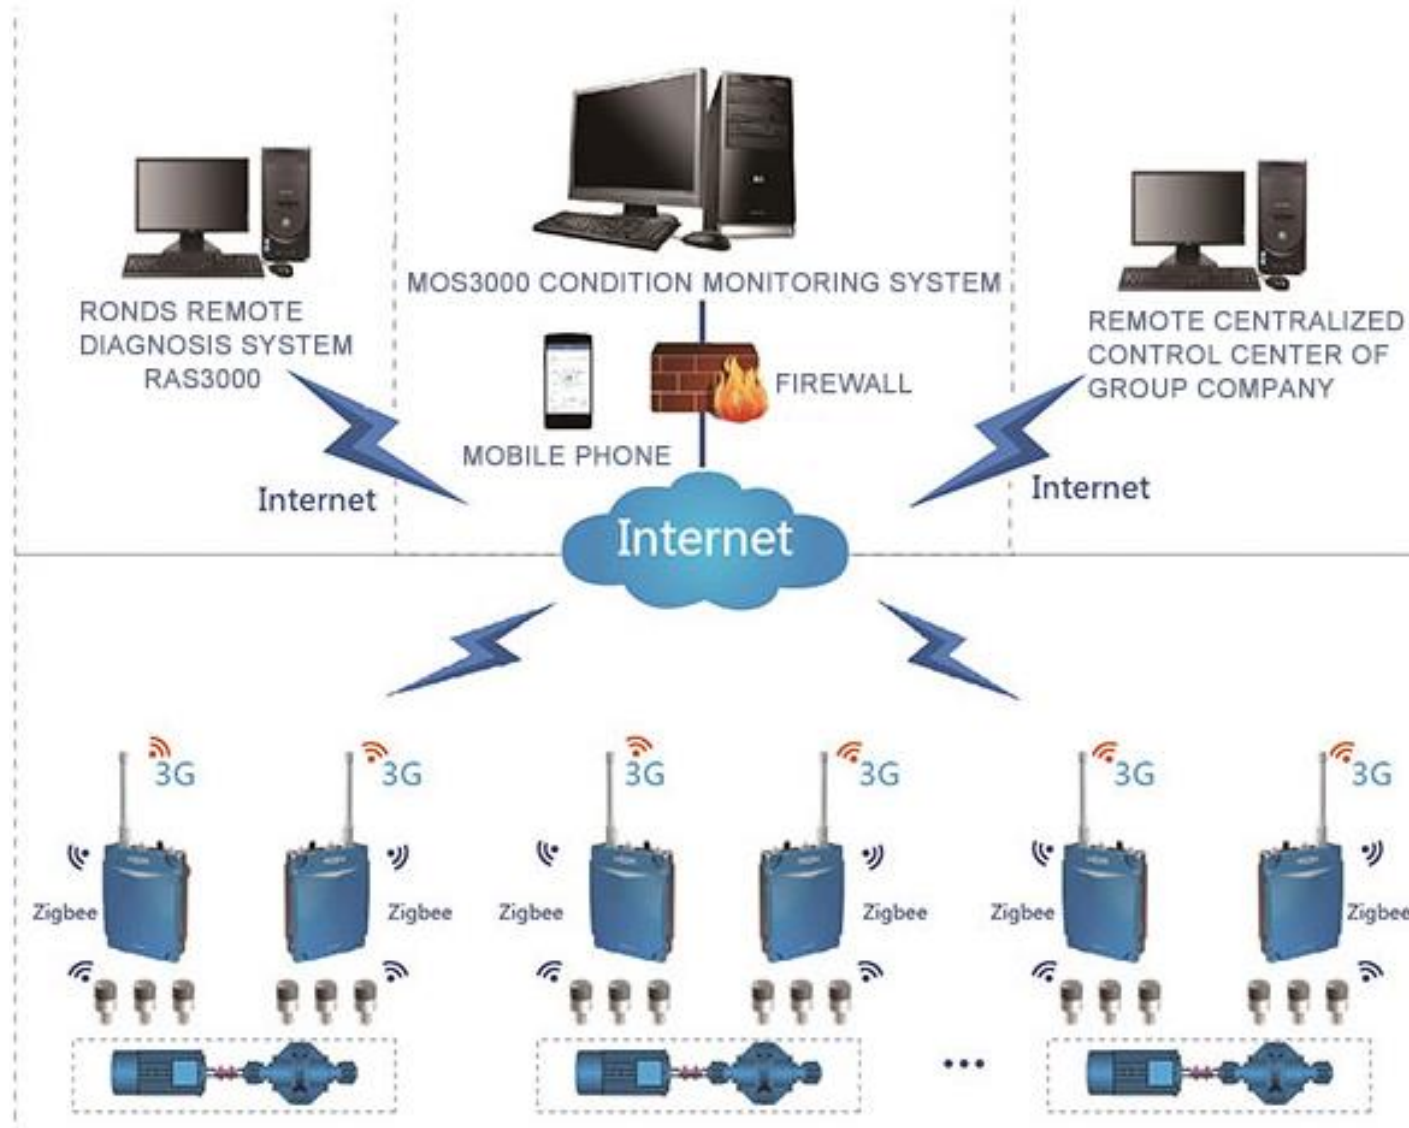 MOS3000 CONDITION MONITORING SYSTEM
RONDS REMOTE
DIAGNOSIS SYSTEM
RAS3000
REMOTE CENTRALIZED
CONTROL CENTER OF
GROUP COMPANY
FIREWALL
MOBILE PHONE
Internet
Internet
Internet
3G
3G
3G
3G
3G
3G
Zigbee
Zigbee
Zigbee
Zigbee
Zigbee
Zigbee
...